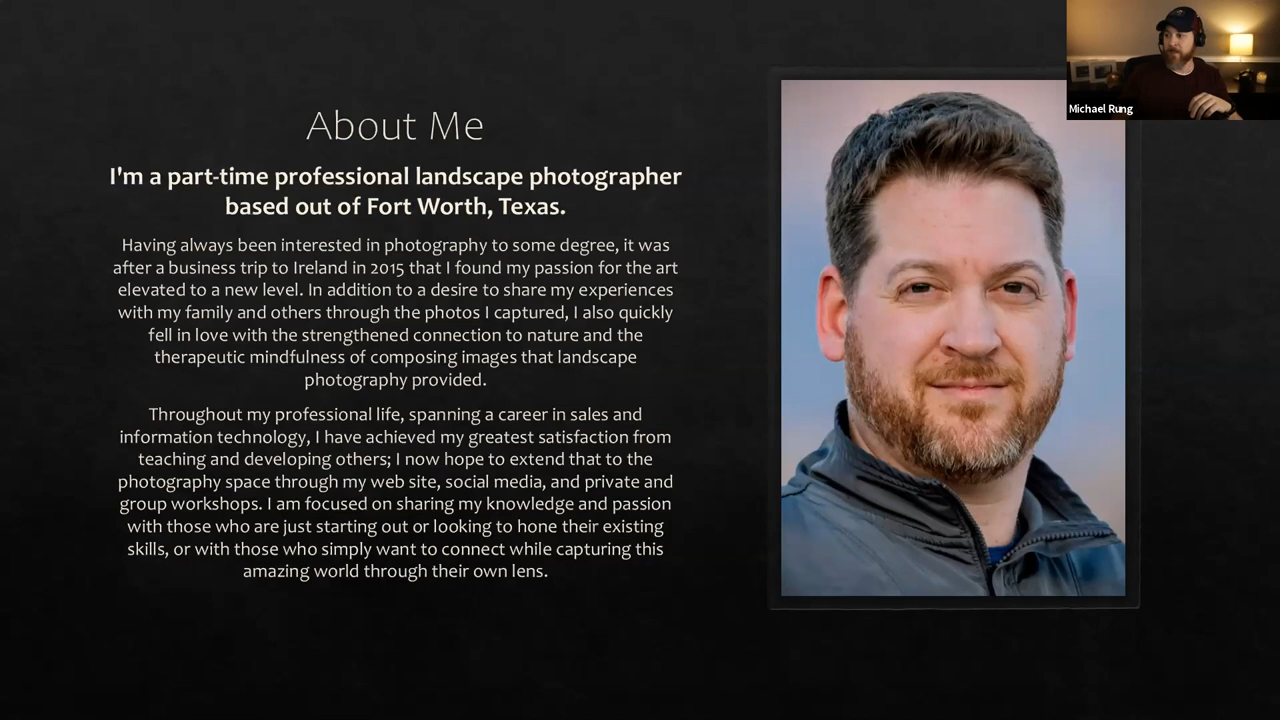 About Me
I'm a part-time professional landscape photographer
based out of Fort Worth, Texas.
Having always been interested in photography to some degree, it was
after a business trip to Ireland in 2015 that I found my passion for the art
elevated to a new level. In addition to a desire to share my experiences
with my family and others through the photos I captured, I also quickly
fell in love with the strengthened connection to nature and the
therapeutic mindfulness of composing images that landscape
photography provided.
Throughout my professional life, spanning a career in sales and
information technology, I have achieved my greatest satisfaction from
teaching and developing others; I now hope to extend that to the
photography space through my web site, social media, and private and
group workshops. I am focused on sharing my knowledge and passion
with those who are just starting out or looking to hone their existing
skills, or with those who simply want to connect while capturing this
amazing world through their own lens.
Michael Rung